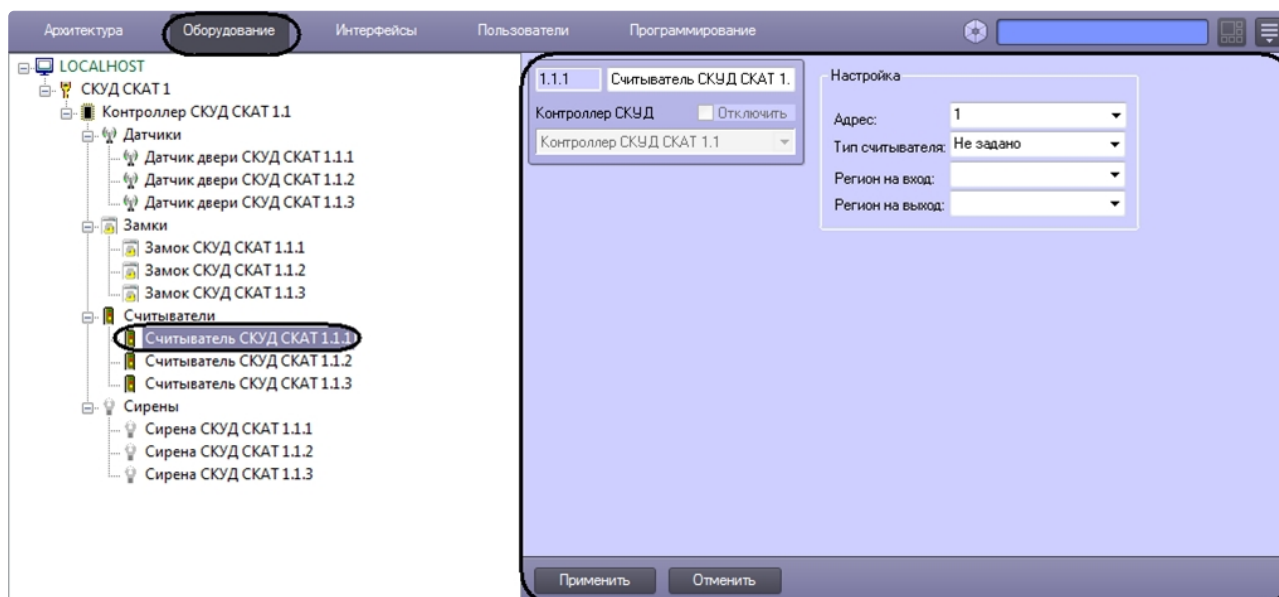 Архитектура Оборудование Интерфейсы Пользователи Программирование
LOCALHOST
СКУД СКАТ 1
Контроллер СКУД СКАТ 1.1
Датчики
Датчик двери СКУД СКАТ 1.1.1
Датчик двери СКУД СКАТ 1.1.2
Датчик двери СКУД СКАТ 1.1.3
Замки
Замок СКУД СКАТ 1.1.1
Замок СКУД СКАТ 1.1.2
Замок СКУД СКАТ 1.1.3
Считыватели
Считыватель СКУД СКАТ 1.1.1
Считыватель СКУД СКАТ 1.1.2
Считыватель СКУД СКАТ 1.1.3
Сирены
Сирена СКУД СКАТ 1.1.1
Сирена СКУД СКАТ 1.1.2
Сирена СКУД СКАТ 1.1.3
1.1.1 Считыватель СКУД СКАТ 1.
Контроллер СКУД Отключить
Контроллер СКУД СКАТ 1.1
Настройка
Адрес: 1
Тип считывателя: Не задано
Регион на вход:
Регион на выход:
Применить Отменить